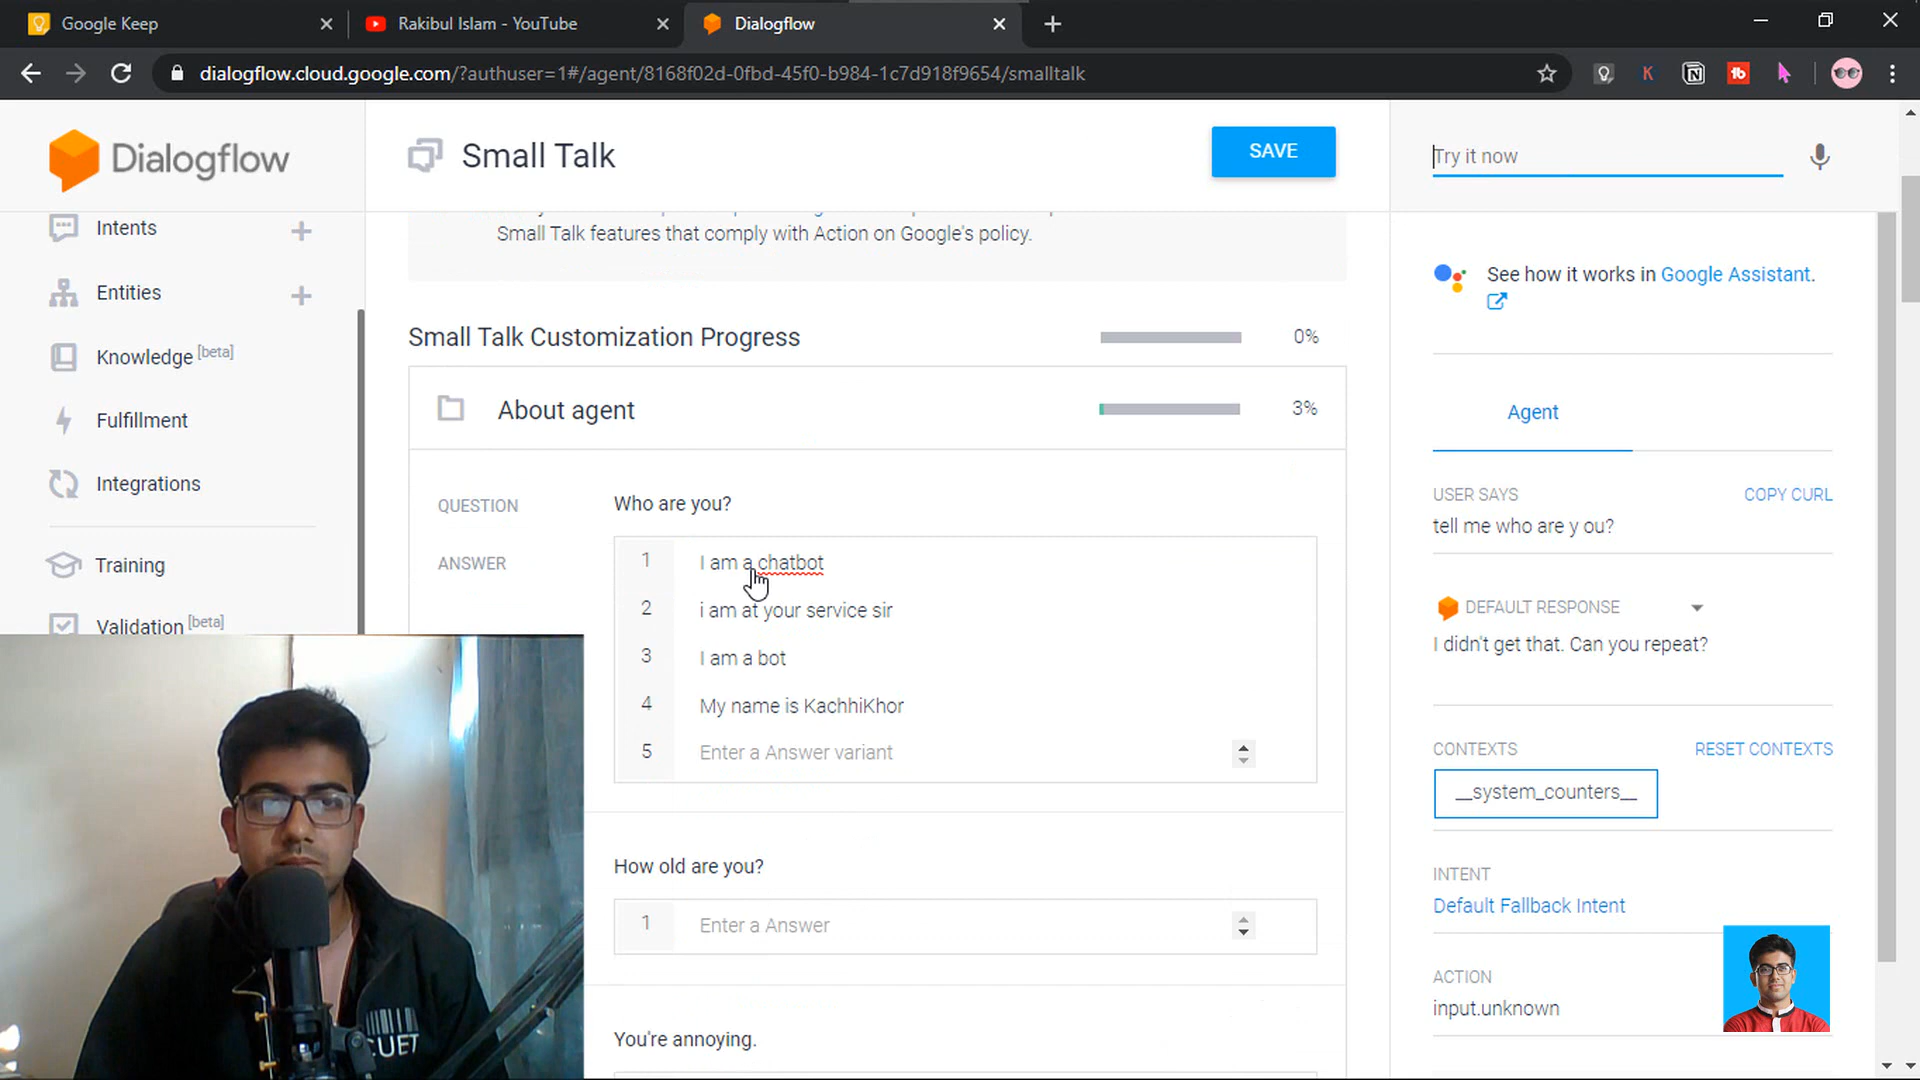 Google Keep
Rakibul Islam - YouTube
Dialogflow
dialogflow.cloud.google.com/?authuser=1#/agent/8168f02d-0fbd-45f0-b984-1c7d918f9654/smalltalk
Dialogflow
Small Talk
SAVE
Try it now
Intents
Entities
Knowledge [beta]
Fulfillment
Integrations
Training
Validation [beta]
Small Talk features that comply with Action on Google's policy.
Small Talk Customization Progress
0%
About agent
3%
QUESTION
Who are you?
ANSWER
1 I am a chatbot
2 i am at your service sir
3 I am a bot
4 My name is KachhiKhor
5 Enter a Answer variant
How old are you?
1 Enter a Answer
You're annoying.
See how it works in Google Assistant.
Agent
USER SAYS
COPY CURL
tell me who are y ou?
DEFAULT RESPONSE
I didn't get that. Can you repeat?
CONTEXTS
RESET CONTEXTS
__system_counters__
INTENT
Default Fallback Intent
ACTION
input.unknown
CUET